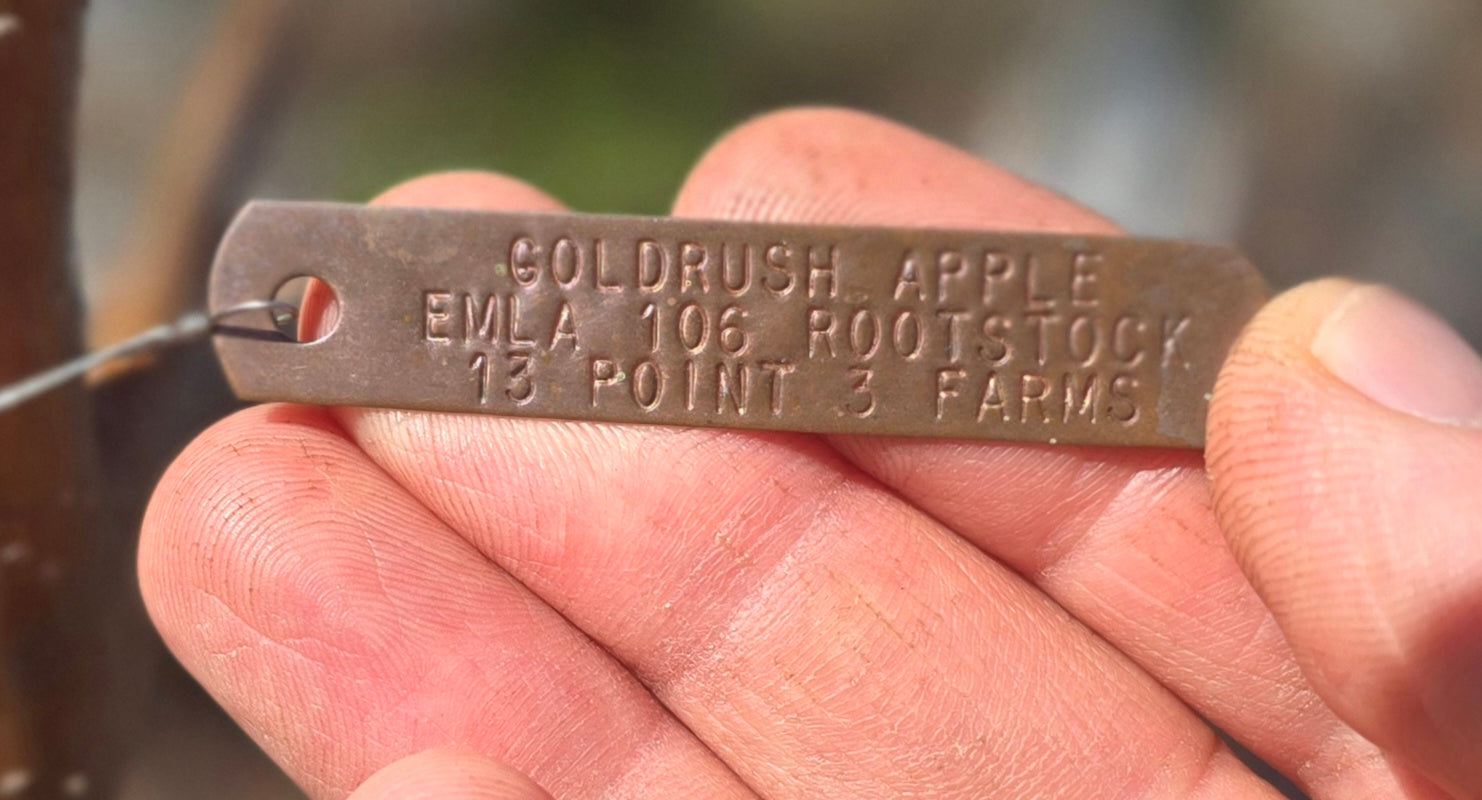 GOLDRUSH APPLE
EMLA 106 ROOTSTOCK
13 POINT 3 FARMS